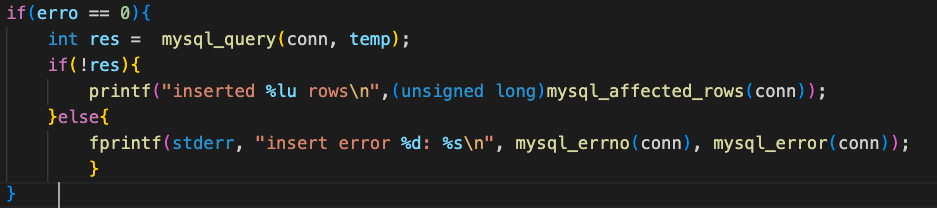 if(erro == 0){
    int res =  mysql_query(conn, temp);
    if(!res){
        printf("inserted %lu rows\n",(unsigned long)mysql_affected_rows(conn));
    }else{
        fprintf(stderr, "insert error %d: %s\n", mysql_errno(conn), mysql_error(conn));
        }
}